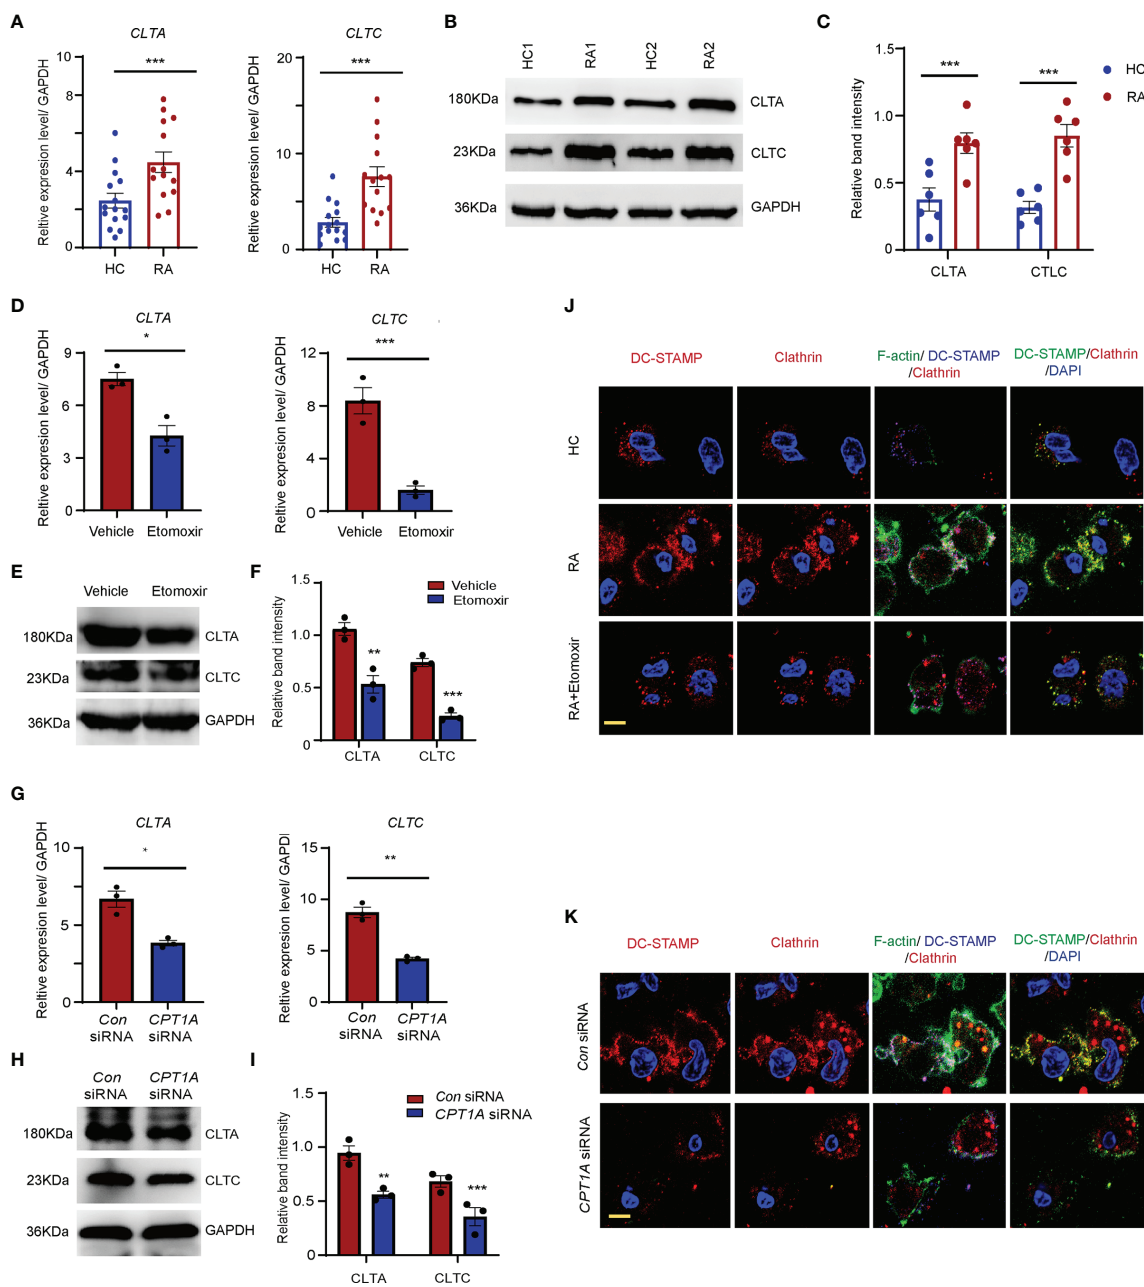 A
CLTA
Reltive expression level/ GAPDH
10
8
6
4
2
0
***
HC
RA
CLTC
Reltive expression level/ GAPDH
20
10
0
***
HC
RA
B
HC1
RA1
HC2
RA2
180KDa
CLTA
23KDa
CLTC
36KDa
GAPDH
C
Relative band intensity
1.5
1.0
0.5
0
***
***
HC
RA
CLTA
CTLC
D
CLTA
Reltive expresion level/ GAPDH
9
6
3
0
*
Vehicle
Etomoxir
CLTC
Reltive expresion level/ GAPDH
12
8
4
0
***
Vehicle
Etomoxir
E
Vehicle
Etomoxir
180KDa
CLTA
23KDa
CLTC
36KDa
GAPDH
F
Relative band intensity
1.5
1.0
0.5
0
Vehicle
Etomoxir
**
***
CLTA
CLTC
G
CLTA
Reltive expresion level/ GAPDH
10
5
0
*
Con
siRNA
CPT1A
siRNA
CLTC
Reltive expresion level/ GAPD
15
10
5
0
**
Con
siRNA
CPT1A
siRNA
H
Con
siRNA
CPT1A
siRNA
180KDa
CLTA
23KDa
CLTC
36KDa
GAPDH
I
Relative band intensity
1.5
1.0
0.5
0
Con siRNA
CPT1A siRNA
**
***
CLTA
CLTC
J
DC-STAMP
Clathrin
F-actin/ DC-STAMP
/Clathrin
DC-STAMP/Clathrin
/DAPI
HC
RA
RA+Etomoxir
K
DC-STAMP
Clathrin
F-actin/ DC-STAMP
/Clathrin
DC-STAMP/Clathrin
/DAPI
Con siRNA
CPT1A siRNA